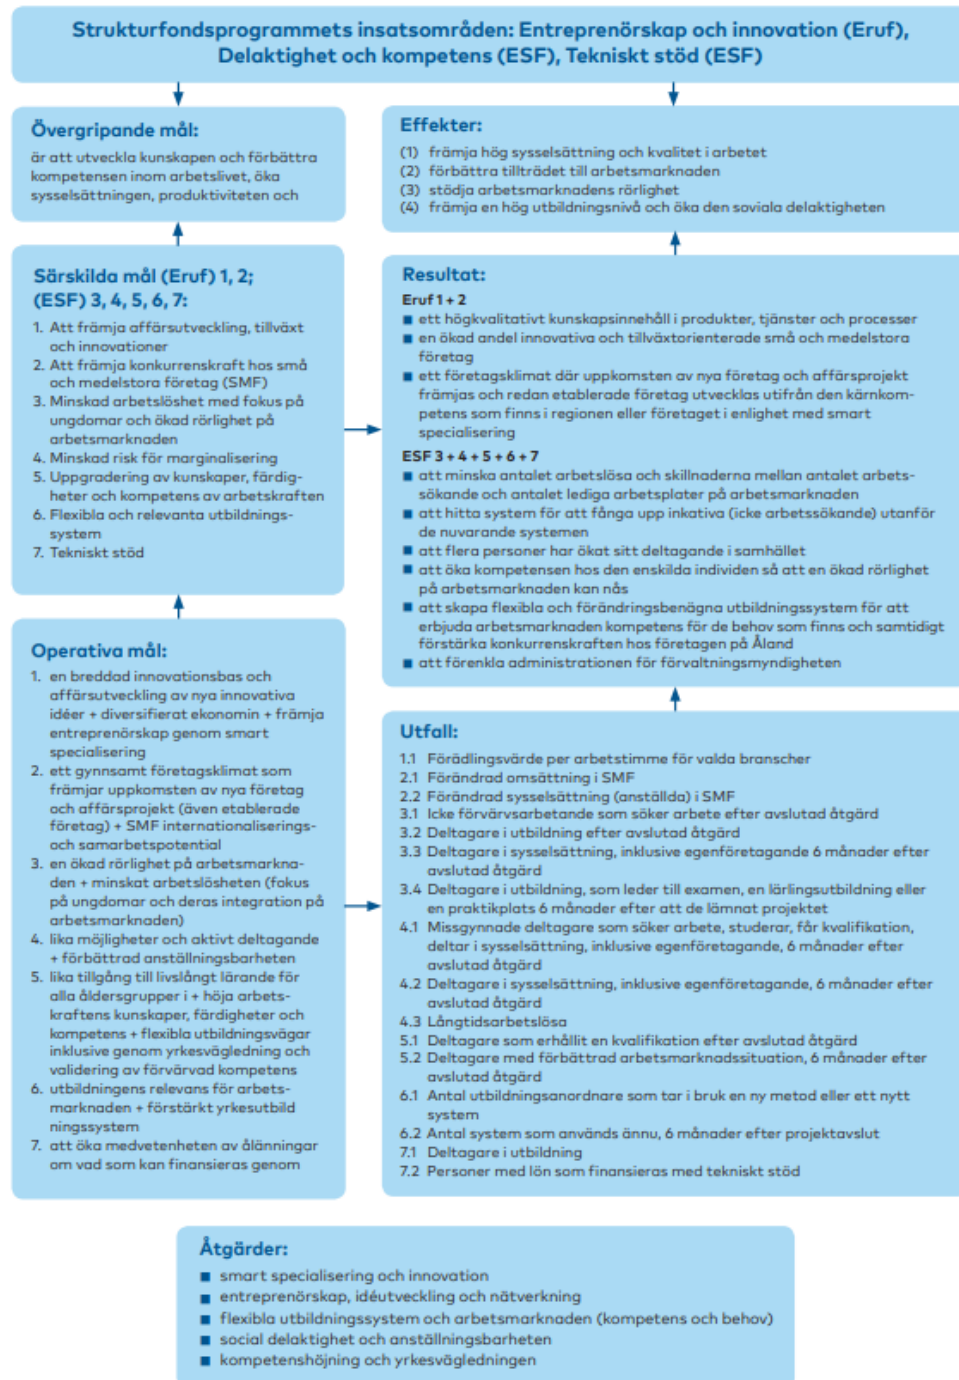 Strukturfondsprogrammets insatsområden: Entreprenörskap och innovation (Eruf),
Delaktighet och kompetens (ESF), Tekniskt stöd (ESF)
Övergripande mål:
är att utveckla kunskapen och förbättra
kompetensen inom arbetslivet, öka
sysselsättningen, produktiviteten och
Effekter:
(1) främja hög sysselsättning och kvalitet i arbetet
(2) förbättra tillträdet till arbetsmarknaden
(3) stödja arbetsmarknadens rörlighet
(4) främja en hög utbildningsnivå och öka den soviala delaktigheten
Särskilda mål (Eruf) 1, 2;
(ESF) 3, 4, 5, 6, 7:
1. Att främja affärsutveckling, tillväxt
och innovationer
2. Att främja konkurrenskraft hos små
och medelstora företag (SMF)
3. Minskad arbetslöshet med fokus på
ungdomar och ökad rörlighet på
arbetsmarknaden
4. Minskad risk för marginalisering
5. Uppgradering av kunskaper, färdig-
heter och kompetens av arbetskraften
6. Flexibla och relevanta utbildnings-
system
7. Tekniskt stöd
Resultat:
Eruf 1 + 2
■ ett högkvalitativt kunskapsinnehåll i produkter, tjänster och processer
■ en ökad andel innovativa och tillväxtorienterade små och medelstora
företag
■ ett företagsklimat där uppkomsten av nya företag och affärsprojekt
främjas och redan etablerade företag utvecklas utifrån den kärnkom-
petens som finns i regionen eller företaget i enlighet med smart
specialisering
ESF 3 + 4 + 5 + 6 + 7
■ att minska antalet arbetslösa och skillnaderna mellan antalet arbets-
sökande och antalet lediga arbetsplater på arbetsmarknaden
■ att hitta system för att fånga upp inkativa (icke arbetssökande) utanför
de nuvarande systemen
■ att flera personer har ökat sitt deltagande i samhället
■ att öka kompetensen hos den enskilda individen så att en ökad rörlighet
på arbetsmarknaden kan nås
■ att skapa flexibla och förändringsbenägna utbildningssystem för att
erbjuda arbetsmarknaden kompetens för de behov som finns och samtidigt
förstärka konkurrenskraften hos företagen på Åland
■ att förenkla administrationen för förvaltningsmyndigheten
Operativa mål:
1. en breddad innovationsbas och
affärsutveckling av nya innovativa
idéer + diversifierat ekonomin + främja
entreprenörskap genom smart
specialisering
2. ett gynnsamt företagsklimat som
främjar uppkomsten av nya företag
och affärsprojekt (även etablerade
företag) + SMF internationaliserings-
och samarbetspotential
3. en ökad rörlighet på arbetsmarkna-
den + minskat arbetslösheten (fokus
på ungdomar och deras integration på
arbetsmarknaden)
4. lika möjligheter och aktivt deltagande
+ förbättrad anställningsbarheten
5. lika tillgång till livslångt lärande för
alla åldersgrupper i + höja arbets-
kraftens kunskaper, färdigheter och
kompetens + flexibla utbildningsvägar
inklusive genom yrkesvägledning och
validering av förvärvad kompetens
6. utbildningens relevans för arbets-
marknaden + förstärkt yrkesutbild
ningssystem
7. att öka medvetenheten av ålänningar
om vad som kan finansieras genom
Utfall:
1.1 Förädlingsvärde per arbetstimme för valda branscher
2.1 Förändrad omsättning i SMF
2.2 Förändrad sysselsättning (anställda) i SMF
3.1 Icke förvärvsarbetande som söker arbete efter avslutad åtgärd
3.2 Deltagare i utbildning efter avslutad åtgärd
3.3 Deltagare i sysselsättning, inklusive egenföretagande 6 månader efter
avslutad åtgärd
3.4 Deltagare i utbildning, som leder till examen, en lärlingsutbildning eller
en praktikplats 6 månader efter att de lämnat projektet
4.1 Missgynnade deltagare som söker arbete, studerar, får kvalifikation,
deltar i sysselsättning, inklusive egenföretagande, 6 månader efter
avslutad åtgärd
4.2 Deltagare i sysselsättning, inklusive egenföretagande, 6 månader efter
avslutad åtgärd
4.3 Långtidsarbetslösa
5.1 Deltagare som erhållit en kvalifikation efter avslutad åtgärd
5.2 Deltagare med förbättrad arbetsmarknadssituation, 6 månader efter
avslutad åtgärd
6.1 Antal utbildningsanordnare som tar i bruk en ny metod eller ett nytt
system
6.2 Antal system som används ännu, 6 månader efter projektavslut
7.1 Deltagare i utbildning
7.2 Personer med lön som finansieras med tekniskt stöd
Åtgärder:
■ smart specialisering och innovation
■ entreprenörskap, idéutveckling och nätverkning
■ flexibla utbildningssystem och arbetsmarknaden (kompetens och behov)
■ social delaktighet och anställningsbarheten
■ kompetenshöjning och yrkesvägledningen